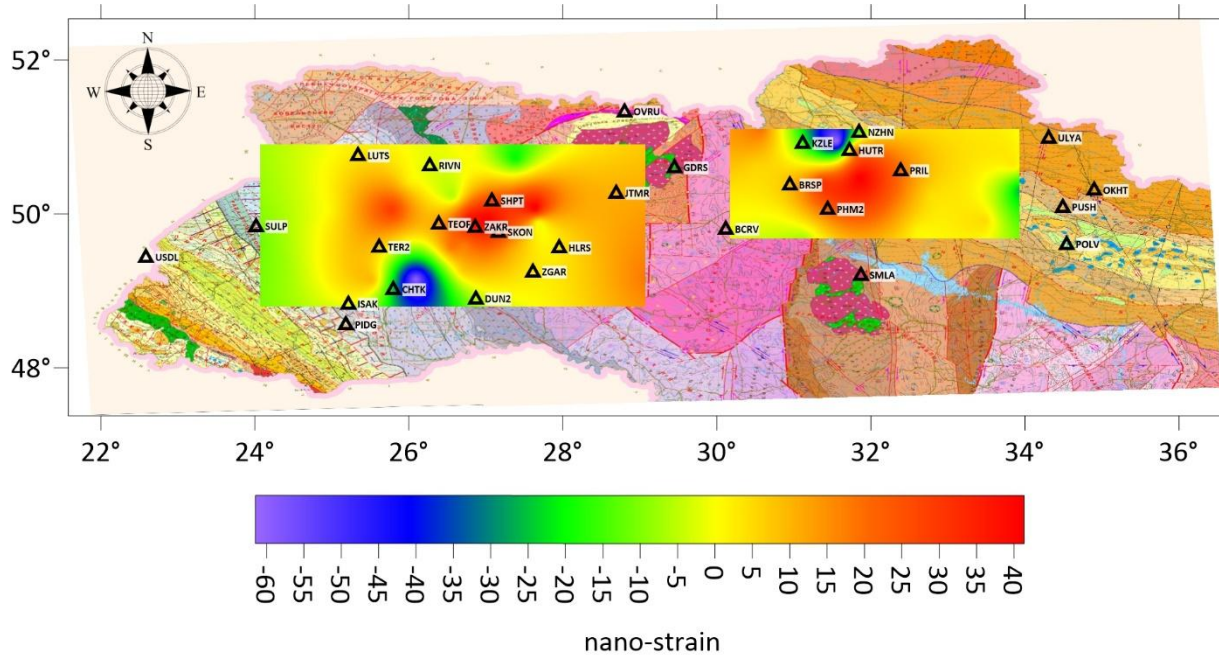 N
W E
S
52°
50°
48°
OVRU
NZHN
KZLE
HUTR
ULYA
LUTS
RIVN
GDRS
PRIL
BRSP
OKHT
JTMR
SHPT
PUSH
PHM2
SULP
TEOF
ZAKR
SKON
BCRV
USDL
TER2
HLRS
POLV
ZGAR
SMLA
CHTK
DUN2
ISAK
PIDG
22° 24° 26° 28° 30° 32° 34° 36°
-60 -55 -50 -45 -40 -35 -30 -25 -20 -15 -10 -5 0 5 10 15 20 25 30 35 40
nano-strain